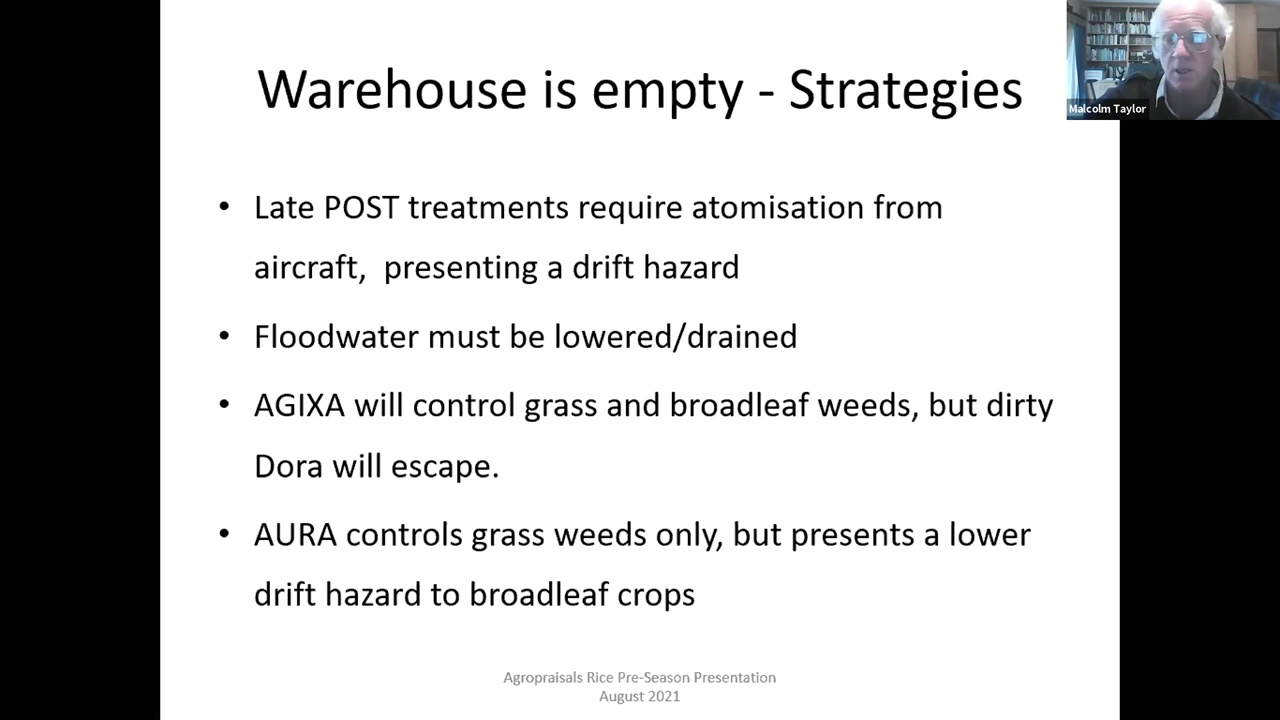 Warehouse is empty - Strategies
Malcolm Taylor
• Late POST treatments require atomisation from
aircraft,  presenting a drift hazard
• Floodwater must be lowered/drained
• AGIXA will control grass and broadleaf weeds, but dirty
Dora will escape.
• AURA controls grass weeds only, but presents a lower
drift hazard to broadleaf crops
Agropraisals Rice Pre-Season Presentation
August 2021